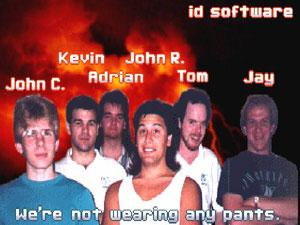 id software
Kevin John R.
John C. Adrian Tom Jay
We're not wearing any pants.